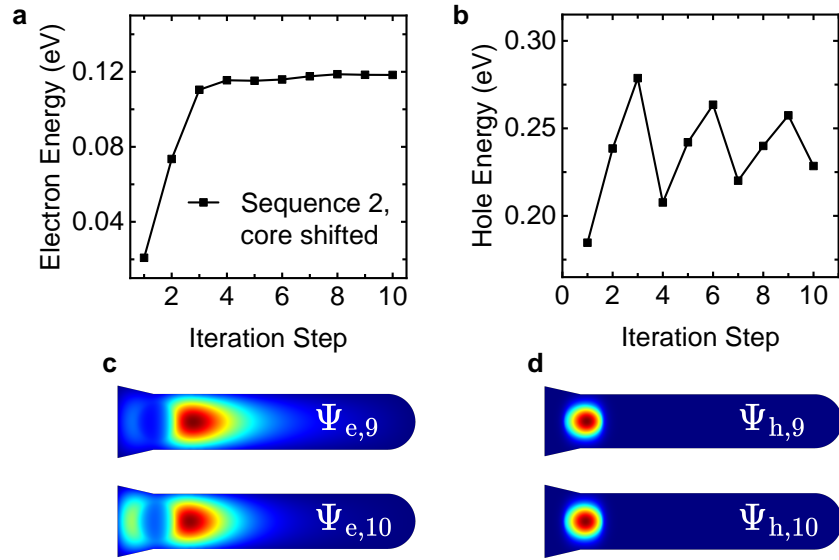 a
Electron Energy (eV)
0.12
0.08
0.04
Sequence 2,
core shifted
2 4 6 8 10
Iteration Step
b
Hole Energy (eV)
0.30
0.25
0.20
0 2 4 6 8 10
Iteration Step
c
Ψe,9
Ψe,10
d
Ψh,9
Ψh,10